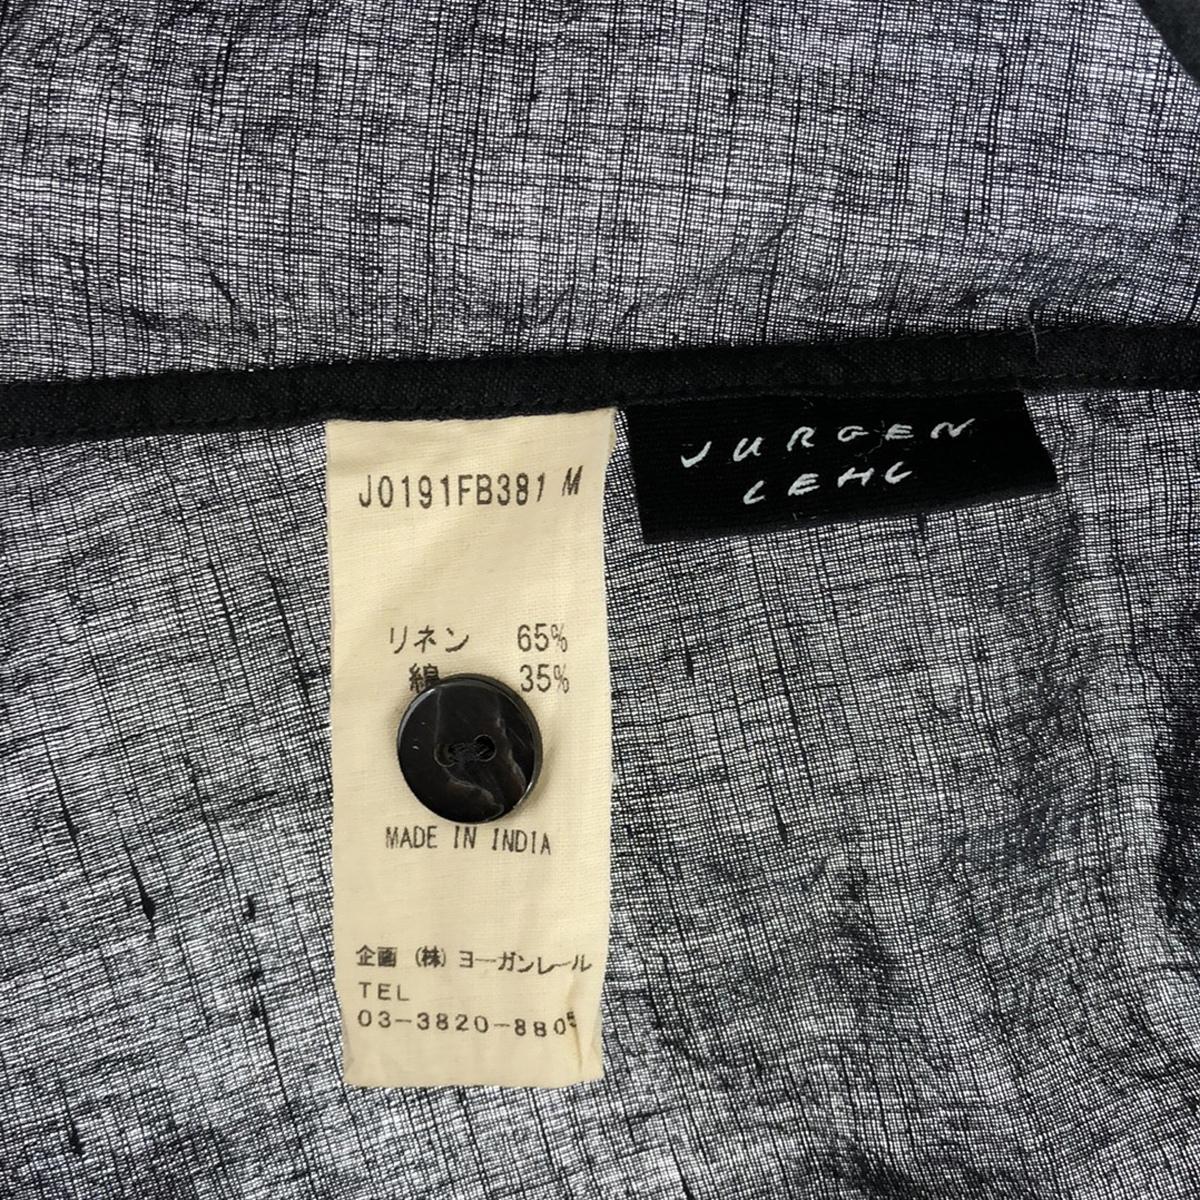 J0191FB381 M
リネン 65%
綿 35%
MADE IN INDIA
企画 (株) ヨーガンレール
TEL
03-3820-8805
JURGEN
LEHL